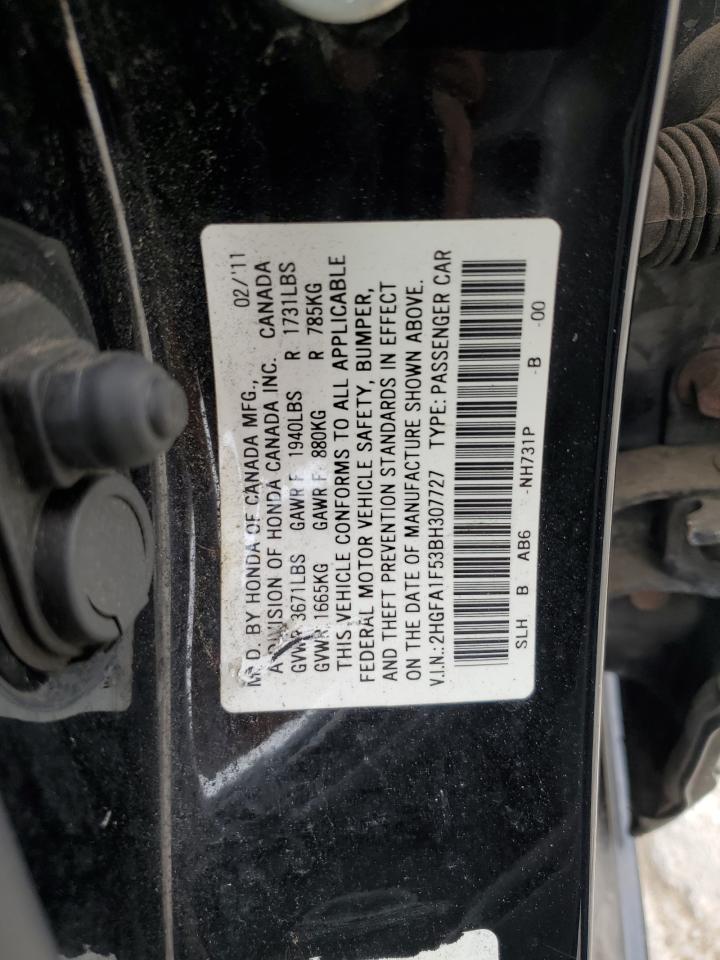 MFD. BY HONDA OF CANADA MFG., 02/'11
A DIVISION OF HONDA CANADA INC. CANADA
GVWR 3671LBS GAWR F 1940LBS R 1731LBS
GVWR 1665KG GAWR F 880KG R 785KG
THIS VEHICLE CONFORMS TO ALL APPLICABLE
FEDERAL MOTOR VEHICLE SAFETY, BUMPER,
AND THEFT PREVENTION STANDARDS IN EFFECT
ON THE DATE OF MANUFACTURE SHOWN ABOVE.
V.I.N.:2HGFA1F53BH307727 TYPE: PASSENGER CAR
SLH B AB6 -NH731P -B -00